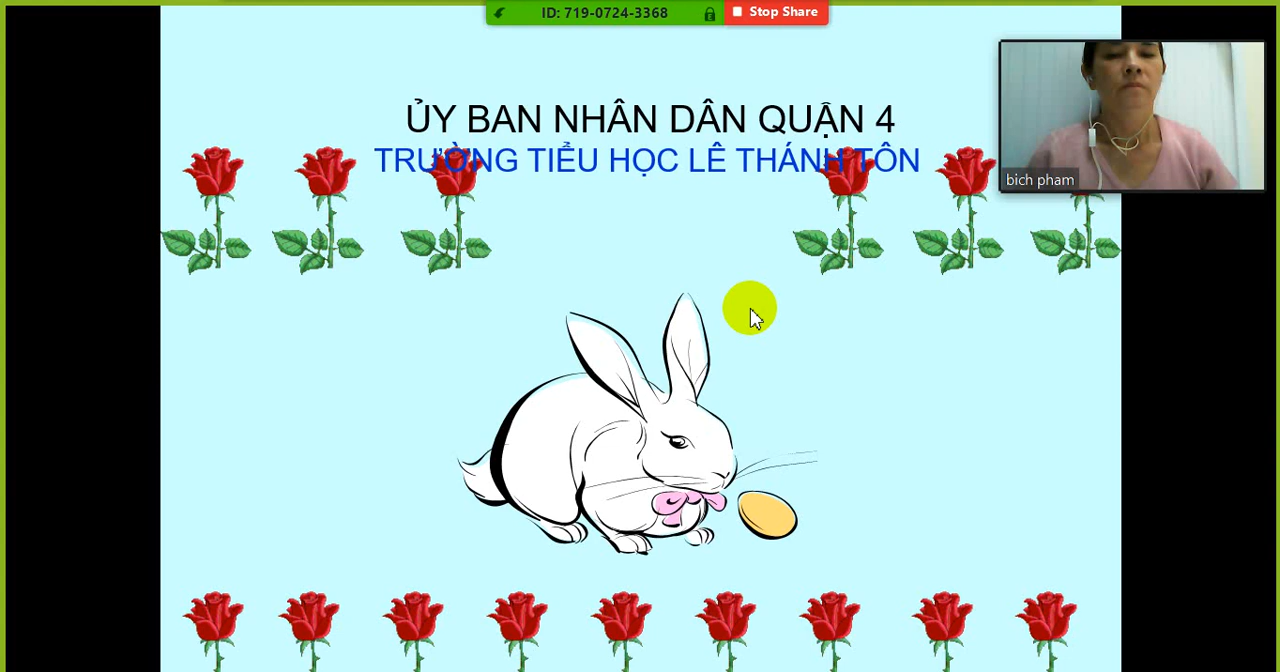 ID: 719-0724-3368 Stop Share
ỦY BAN NHÂN DÂN QUẬN 4
TRƯỜNG TIỂU HỌC LÊ THÁNH TÔN
bich pham